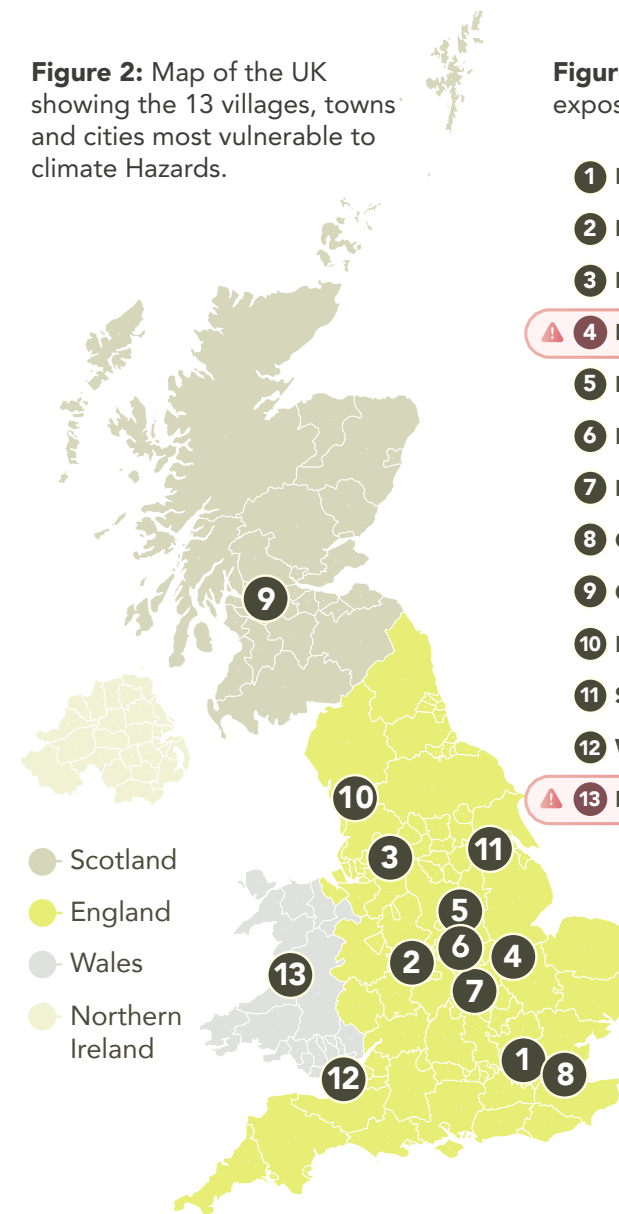 Figure 2: Map of the UK
showing the 13 villages, towns
and cities most vulnerable to
climate Hazards.
9
10
3
11
5
6
2
4
13
7
1
8
12
Scotland
England
Wales
Northern
Ireland
1
2
3
4
5
6
7
8
9
10
11
12
13